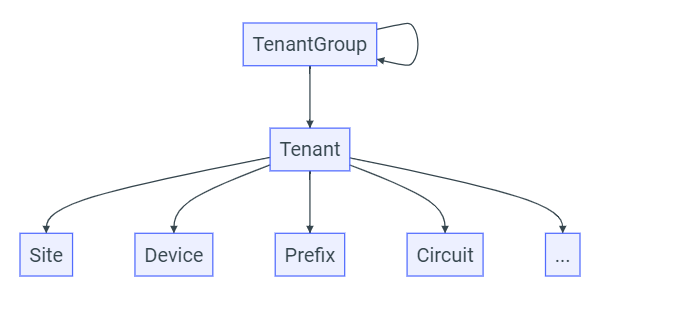 TenantGroup
Tenant
Site
Device
Prefix
Circuit
...